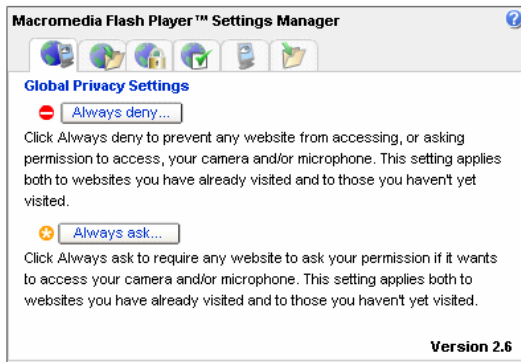 Macromedia Flash Player™ Settings Manager
?
Global Privacy Settings
Always deny...
Click Always deny to prevent any website from accessing, or asking
permission to access, your camera and/or microphone. This setting applies
both to websites you have already visited and to those you haven't yet
visited.
Always ask...
Click Always ask to require any website to ask your permission if it wants
to access your camera and/or microphone. This setting applies both to
websites you have already visited and to those you haven't yet visited.
Version 2.6